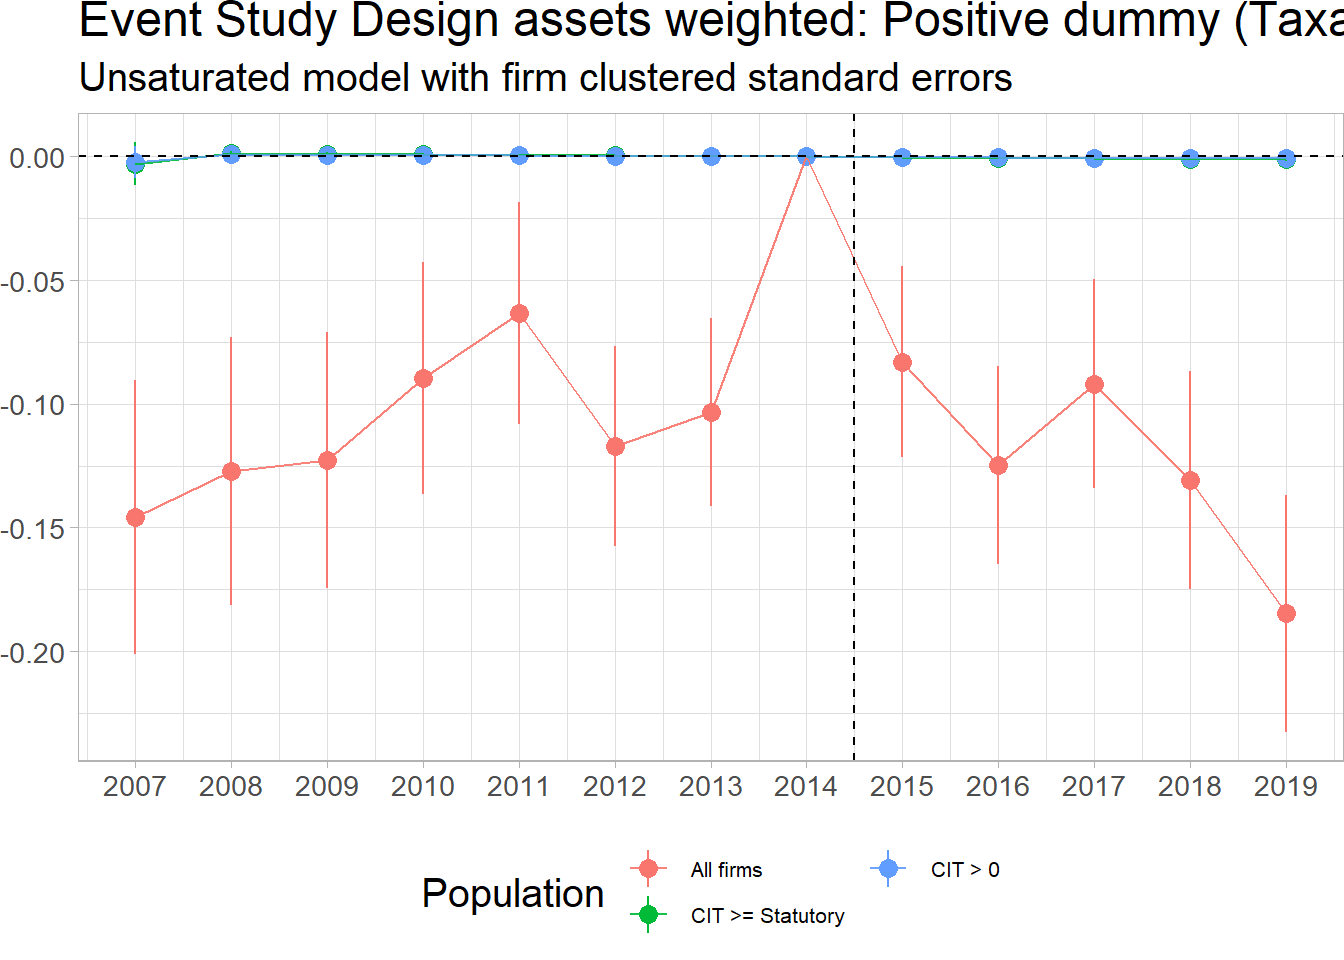 Event Study Design assets weighted: Positive dummy (Taxa
Unsaturated model with firm clustered standard errors
0.00
-0.05
-0.10
-0.15
-0.20
2007 2008 2009 2010 2011 2012 2013 2014 2015 2016 2017 2018 2019
Population
All firms
CIT > 0
CIT >= Statutory